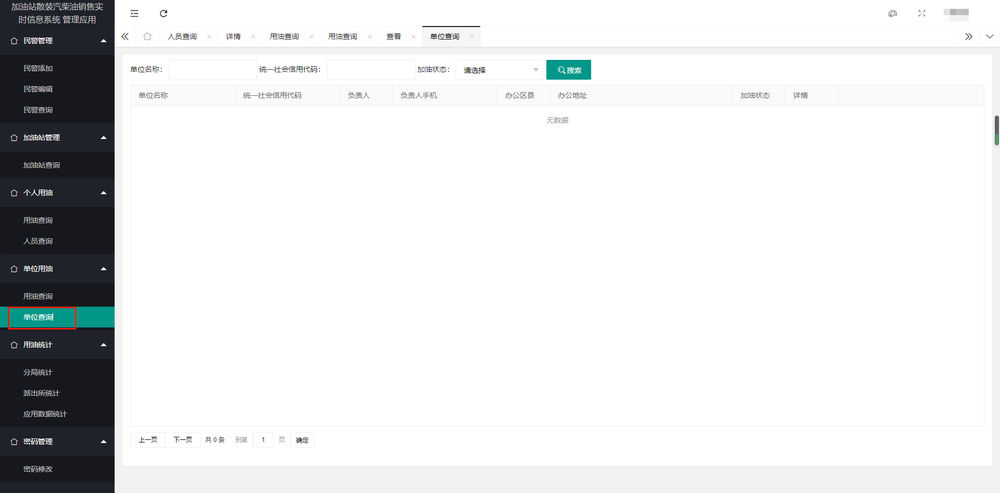 加油站散装汽柴油销售实
时信息系统 管理应用
民警管理
民警添加
民警编辑
民警查询
加油站管理
加油站查询
个人用油
用油查询
人员查询
单位用油
用油查询
单位查询
用油统计
分局统计
派出所统计
应用数据统计
密码管理
密码修改
人员查询 详情 用油查询 用油查询 查看 单位查询
单位名称： 统一社会信用代码： 加油状态： 请选择 搜索
单位名称 统一社会信用代码 负责人 负责人手机 办公区县 办公地址 加油状态 详情
无数据
上一页 下一页 共 0 条 到第 1 页 确定